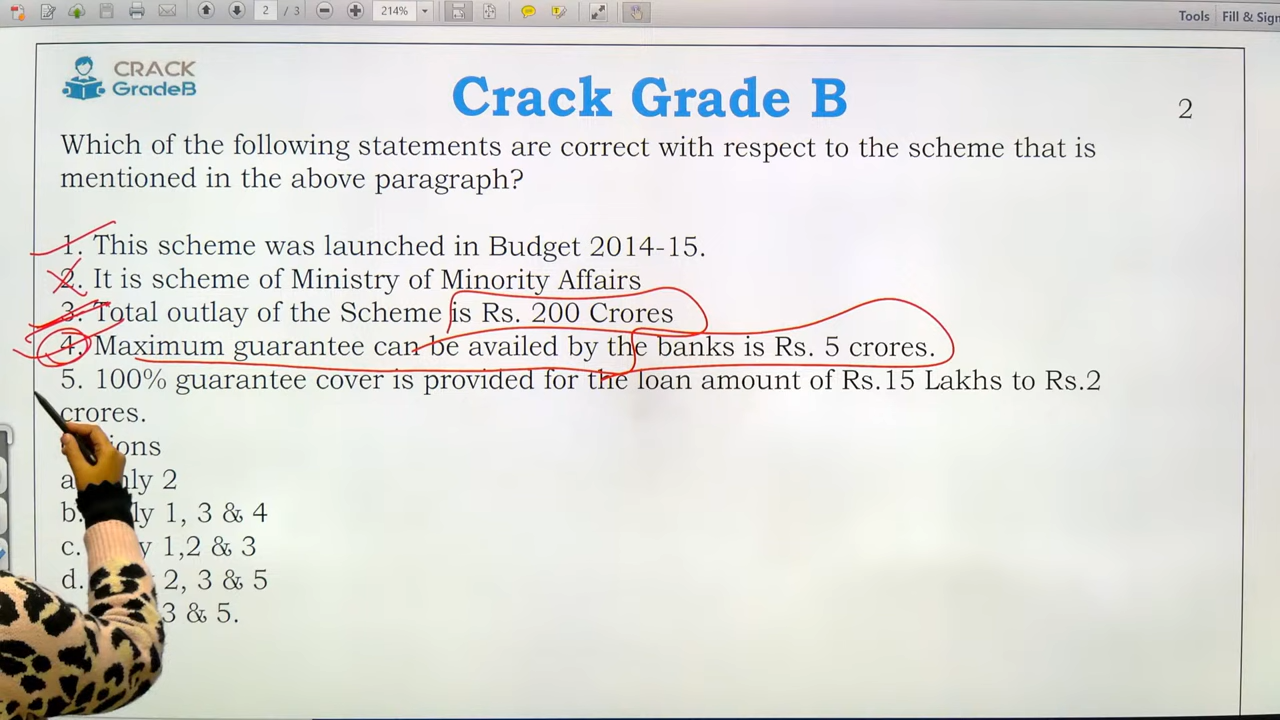 2 / 3
214%
Tools
Fill & Sign
CRACK
GradeB
Crack Grade B
2
Which of the following statements are correct with respect to the scheme that is
mentioned in the above paragraph?
1. This scheme was launched in Budget 2014-15.
2. It is scheme of Ministry of Minority Affairs
3. Total outlay of the Scheme is Rs. 200 Crores
4. Maximum guarantee can be availed by the banks is Rs. 5 crores.
5. 100% guarantee cover is provided for the loan amount of Rs.15 Lakhs to Rs.2
crores.
a. 2
b. 1, 3 & 4
c. 1,2 & 3
d. 2, 3 & 5
3 & 5.